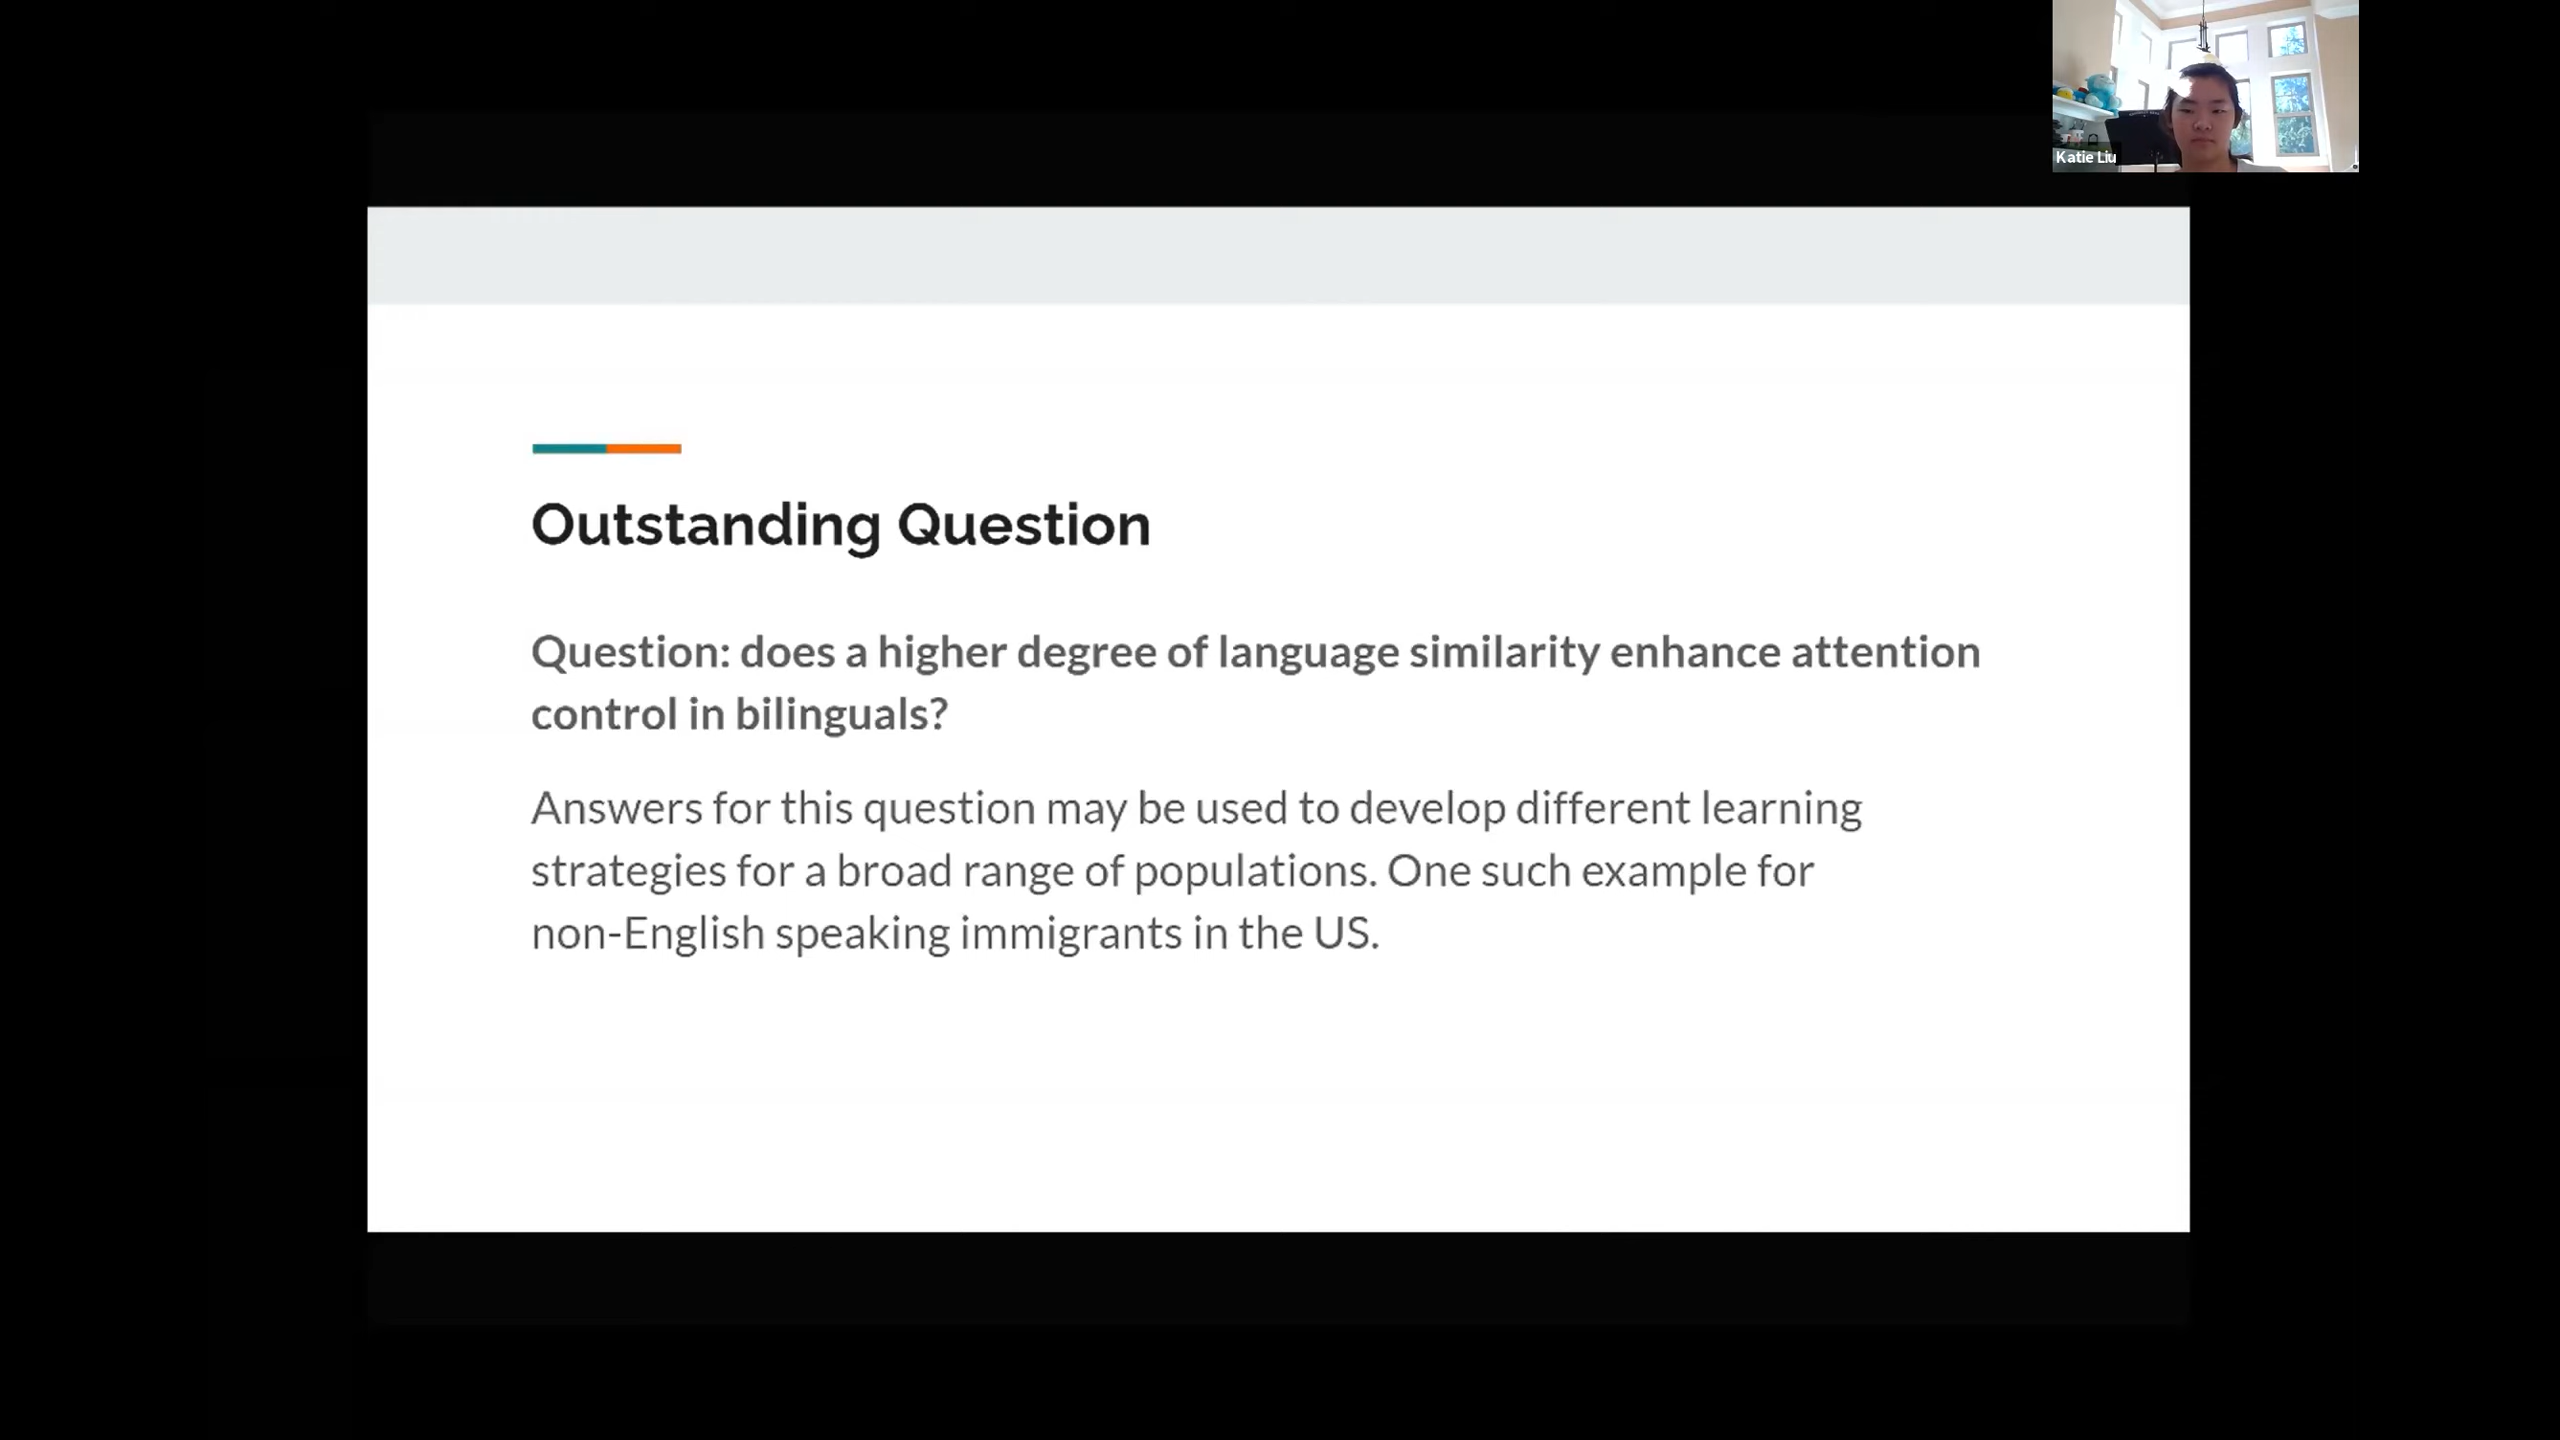 Katie Liu
Outstanding Question
Question: does a higher degree of language similarity enhance attention
control in bilinguals?
Answers for this question may be used to develop different learning
strategies for a broad range of populations. One such example for
non-English speaking immigrants in the US.